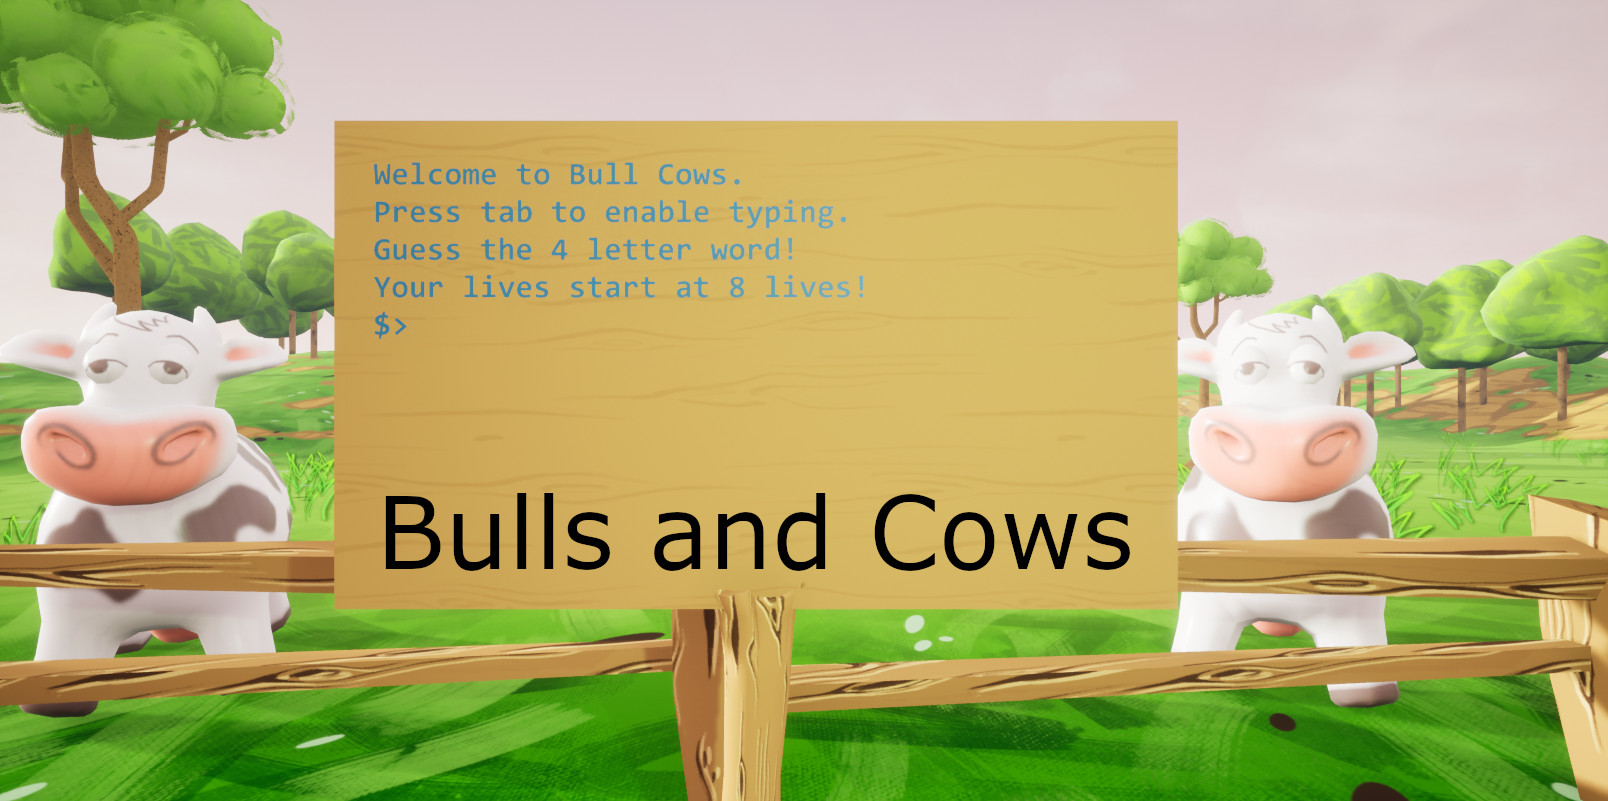 Welcome to Bull Cows.
Press tab to enable typing.
Guess the 4 letter word!
Your lives start at 8 lives!
$>
Bulls and Cows